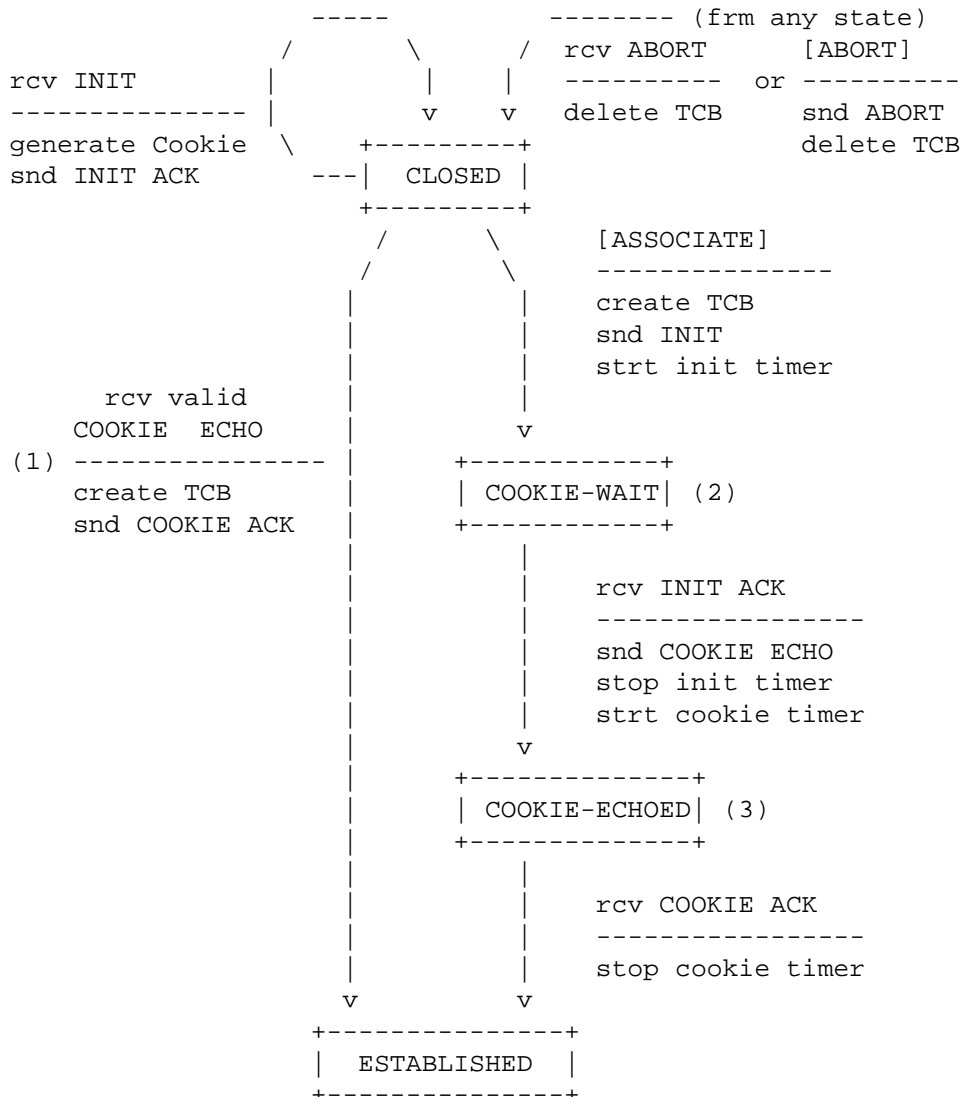 -----          -------- (frm any state)
                   /       \      /  rcv ABORT      [ABORT]
rcv INIT        |          |    |   ----------  or ----------
--------------- |          v    v   delete TCB     snd ABORT
generate Cookie  \    +---------+                  delete TCB
snd INIT ACK       ---|  CLOSED |
                      +---------+
                       /      \      [ASSOCIATE]
                      /        \     ---------------
                     |          |    create TCB
                     |          |    snd INIT
                     |          |    strt init timer
      rcv valid      |          |
    COOKIE  ECHO     |          v
(1) ---------------- |      +------------+
    create TCB       |      | COOKIE-WAIT| (2)
    snd COOKIE ACK   |      +------------+
                     |          |
                     |          |    rcv INIT ACK
                     |          |    -----------------
                     |          |    snd COOKIE ECHO
                     |          |    stop init timer
                     |          |    strt cookie timer
                     |          v
                     |      +--------------+
                     |      | COOKIE-ECHOED| (3)
                     |      +--------------+
                     |          |
                     |          |    rcv COOKIE ACK
                     |          |    -----------------
                     |          |    stop cookie timer
                     v          v
                   +---------------+
                   |  ESTABLISHED  |
                   +---------------+